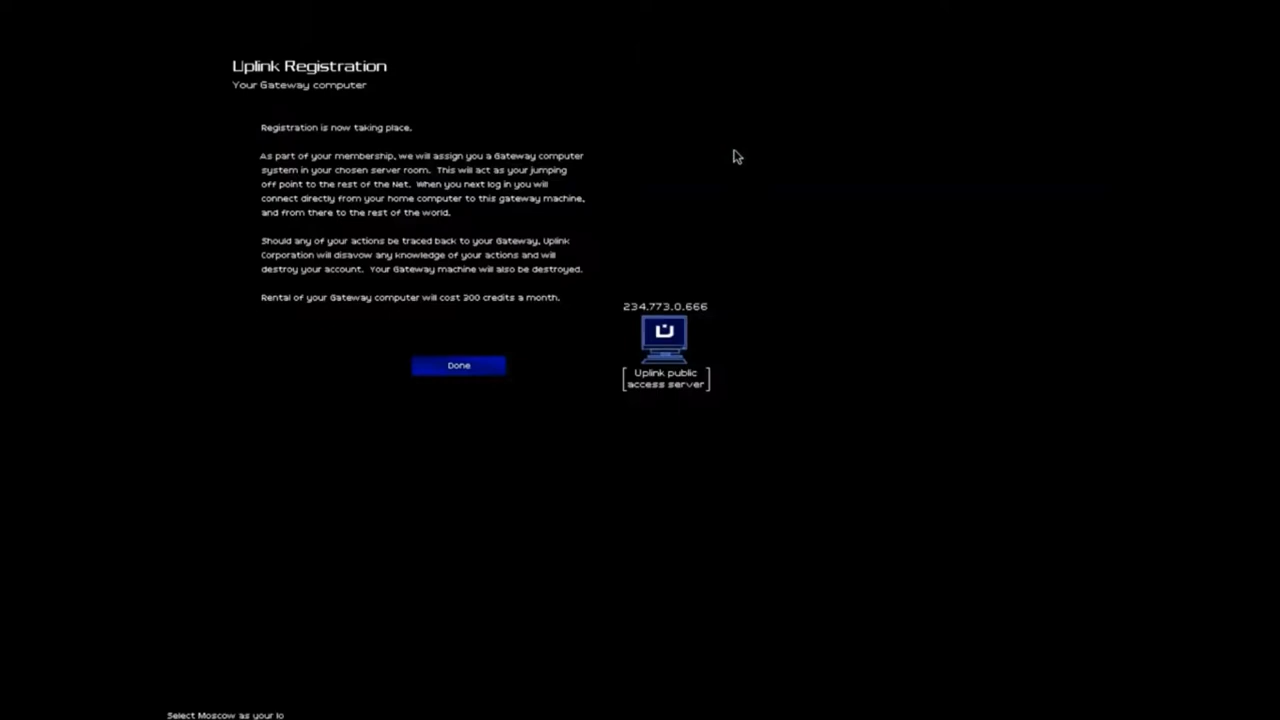 Uplink Registration
Your Gateway computer
Registration is now taking place.
As part of your membership, we will assign you a Gateway computer
system in your chosen server room. This will act as your jumping
off point to the rest of the Net. When you next log in you will
connect directly from your home computer to this gateway machine,
and from there to the rest of the world.
Should any of your actions be traced back to your Gateway, Uplink
Corporation will disavow any knowledge of your actions and will
destroy your account. Your Gateway machine will also be destroyed.
Rental of your Gateway computer will cost 300 credits a month.
234.773.0.666
Done
Uplink public
access server
Select Moscow as your lo